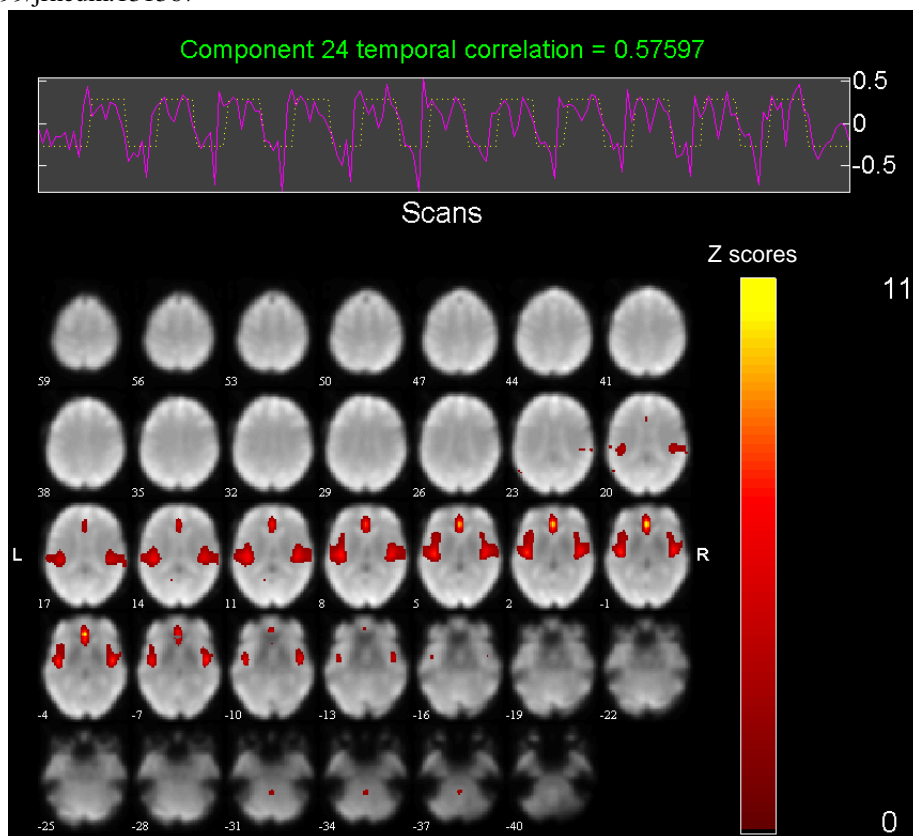 Component 24 temporal correlation = 0.57597
0.5
0
-0.5
Scans
Z scores
11
59 56 53 50 47 44 41
38 35 32 29 26 23 20
L R
17 14 11 8 5 2 -1
-4 -7 -10 -13 -16 -19 -22
-25 -28 -31 -34 -37 -40
0